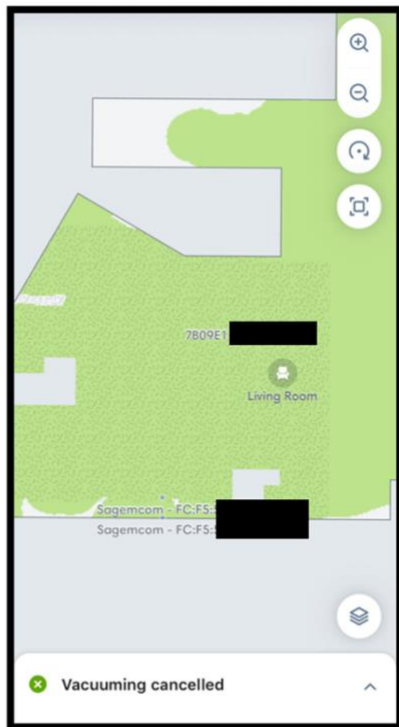 7B09E1
Living Room
Sagemcom - FC:F5:
Sagemcom - FC:F5:
Vacuuming cancelled